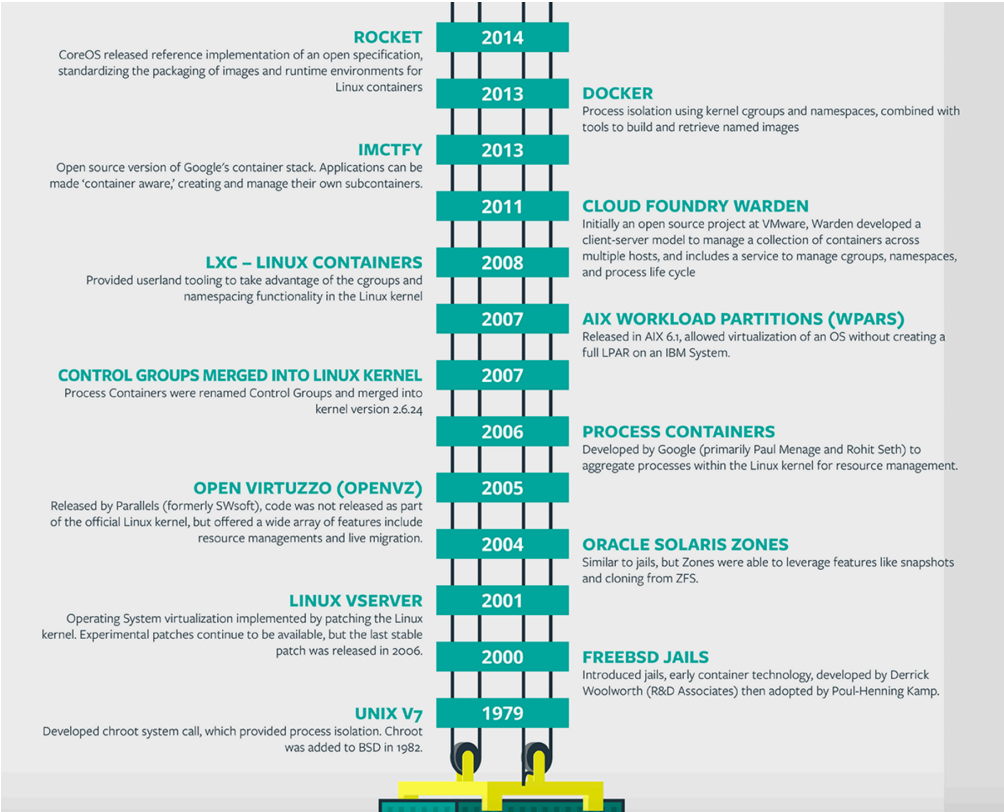 ROCKET
CoreOS released reference implementation of an open specification,
standardizing the packaging of images and runtime environments for
Linux containers
2014
2013
DOCKER
Process isolation using kernel cgroups and namespaces, combined with
tools to build and retrieve named images
IMCTFY
Open source version of Google's container stack. Applications can be
made 'container aware,' creating and manage their own subcontainers.
2013
2011
CLOUD FOUNDRY WARDEN
Initially an open source project at VMware, Warden developed a
client-server model to manage a collection of containers across
multiple hosts, and includes a service to manage cgroups, namespaces,
and process life cycle
LXC – LINUX CONTAINERS
Provided userland tooling to take advantage of the cgroups and
namespacing functionality in the Linux kernel
2008
2007
AIX WORKLOAD PARTITIONS (WPARS)
Released in AIX 6.1, allowed virtualization of an OS without creating a
full LPAR on an IBM System.
CONTROL GROUPS MERGED INTO LINUX KERNEL
Process Containers were renamed Control Groups and merged into
kernel version 2.6.24
2007
2006
PROCESS CONTAINERS
Developed by Google (primarily Paul Menage and Rohit Seth) to
aggregate processes within the Linux kernel for resource management.
OPEN VIRTUZZO (OPENVZ)
Released by Parallels (formerly SWsoft), code was not released as part
of the official Linux kernel, but offered a wide array of features include
resource managements and live migration.
2005
2004
ORACLE SOLARIS ZONES
Similar to jails, but Zones were able to leverage features like snapshots
and cloning from ZFS.
LINUX VSERVER
Operating System virtualization implemented by patching the Linux
kernel. Experimental patches continue to be available, but the last stable
patch was released in 2006.
2001
2000
FREEBSD JAILS
Introduced jails, early container technology, developed by Derrick
Woolworth (R&D Associates) then adopted by Poul-Henning Kamp.
UNIX V7
Developed chroot system call, which provided process isolation. Chroot
was added to BSD in 1982.
1979